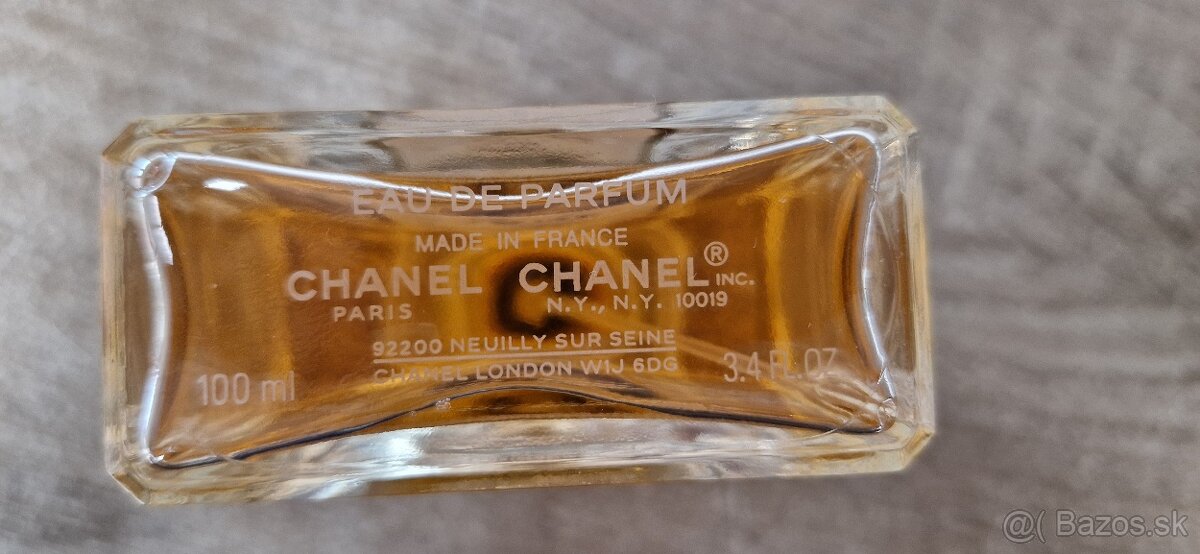 EAU DE PARFUM
MADE IN FRANCE
CHANEL CHANEL® INC.
PARIS N.Y., N.Y. 10019
92200 NEUILLY SUR SEINE
CHANEL LONDON W1J 6DG
100 ml 3.4 FL.OZ.
@( Bazos.sk